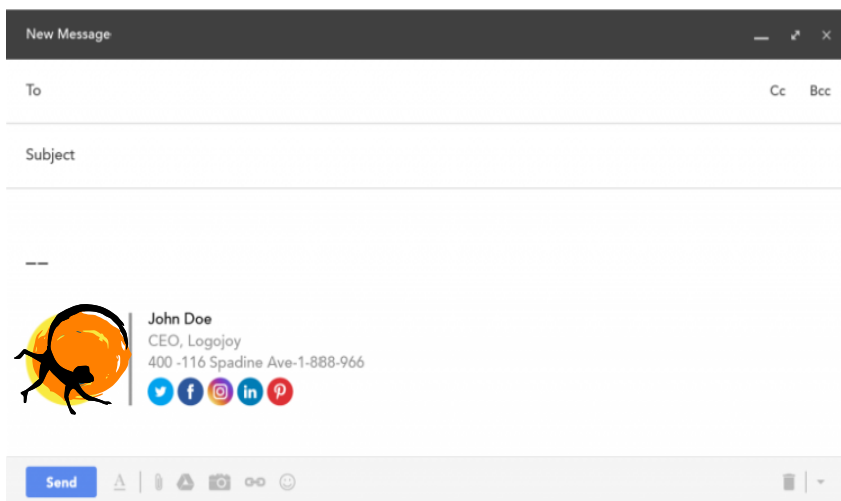 New Message
To Cc Bcc
Subject
John Doe
CEO, Logojoy
400 -116 Spadine Ave-1-888-966
Send